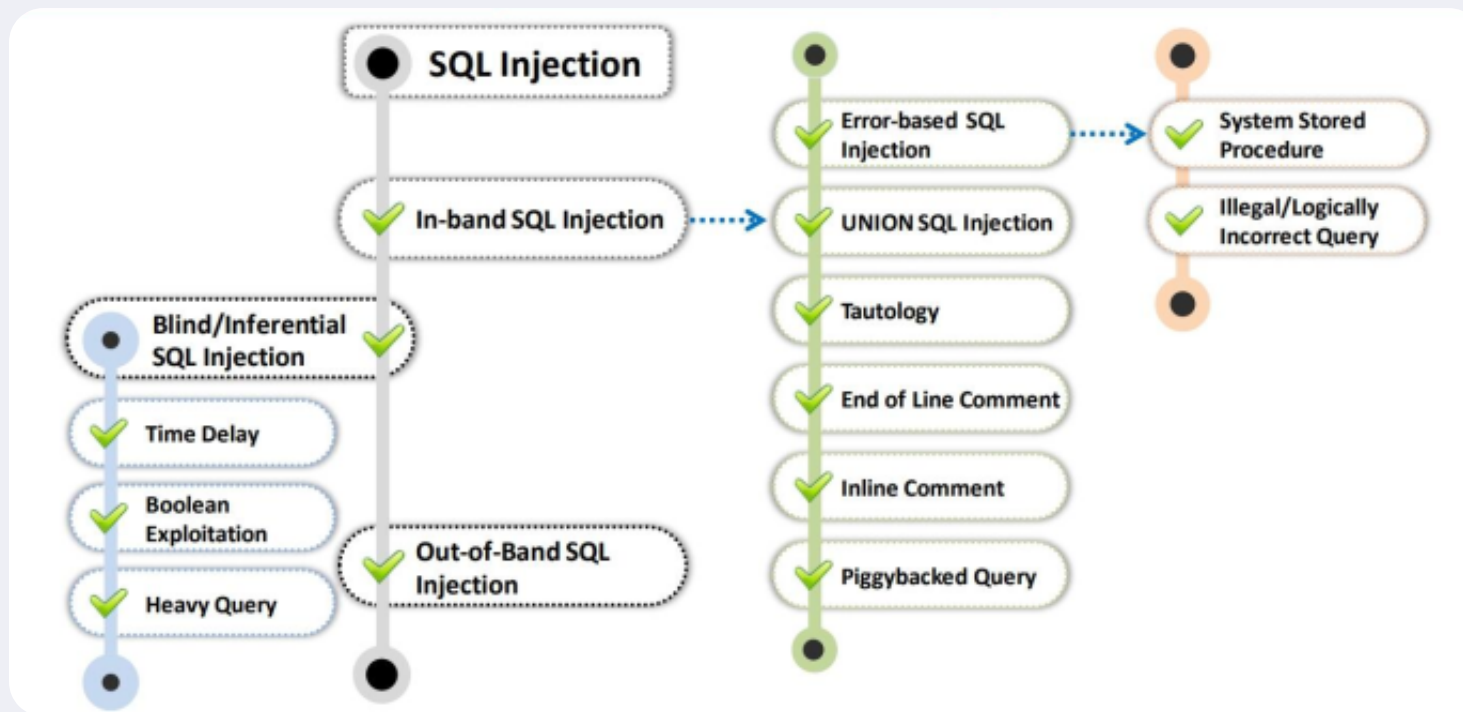 SQL Injection
In-band SQL Injection
Blind/Inferential
SQL Injection
Time Delay
Boolean
Exploitation
Heavy Query
Out-of-Band SQL
Injection
Error-based SQL
Injection
UNION SQL Injection
Tautology
End of Line Comment
Inline Comment
Piggybacked Query
System Stored
Procedure
Illegal/Logically
Incorrect Query